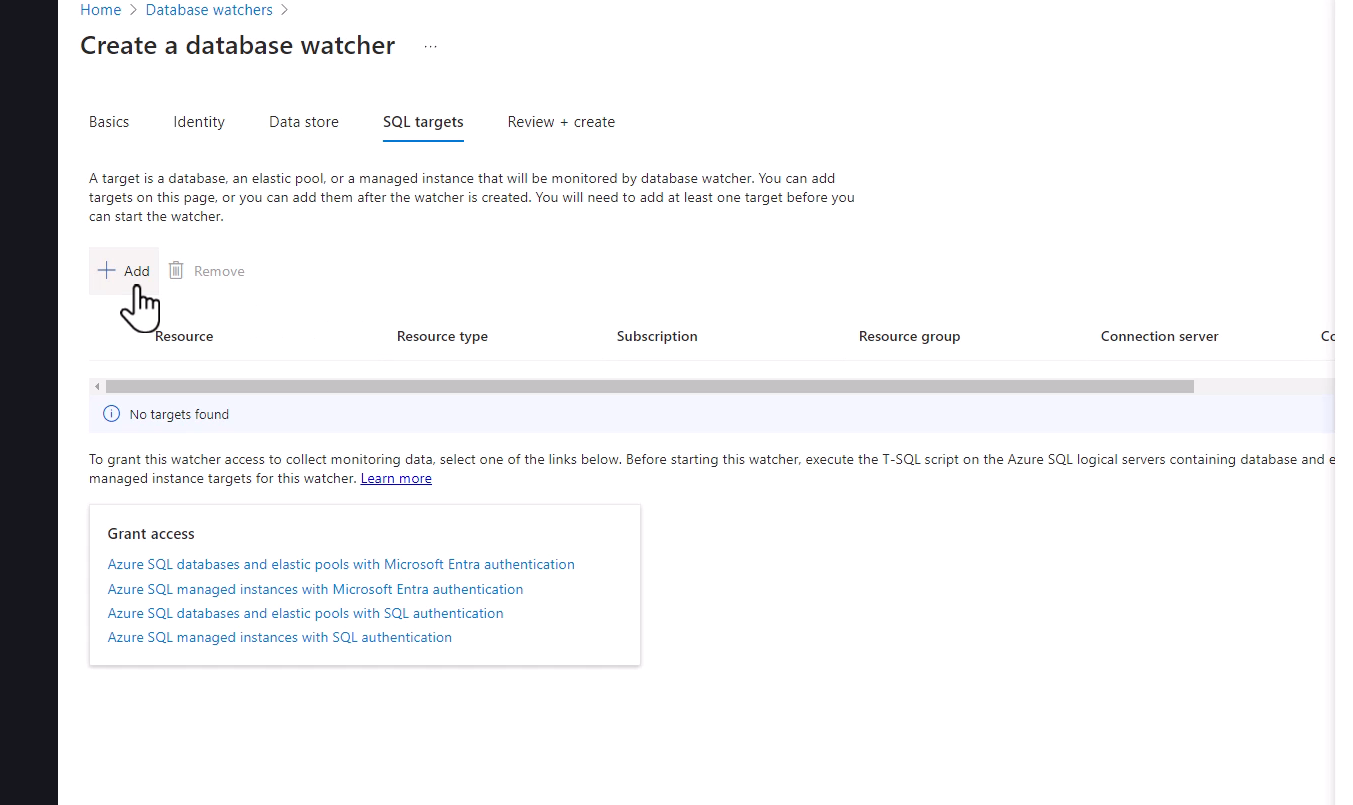 Home > Database watchers >
Create a database watcher ...
Basics Identity Data store SQL targets Review + create
A target is a database, an elastic pool, or a managed instance that will be monitored by database watcher. You can add
targets on this page, or you can add them after the watcher is created. You will need to add at least one target before you
can start the watcher.
+ Add Remove
Resource Resource type Subscription Resource group Connection server
No targets found
To grant this watcher access to collect monitoring data, select one of the links below. Before starting this watcher, execute the T-SQL script on the Azure SQL logical servers containing database and
managed instance targets for this watcher. Learn more
Grant access
Azure SQL databases and elastic pools with Microsoft Entra authentication
Azure SQL managed instances with Microsoft Entra authentication
Azure SQL databases and elastic pools with SQL authentication
Azure SQL managed instances with SQL authentication